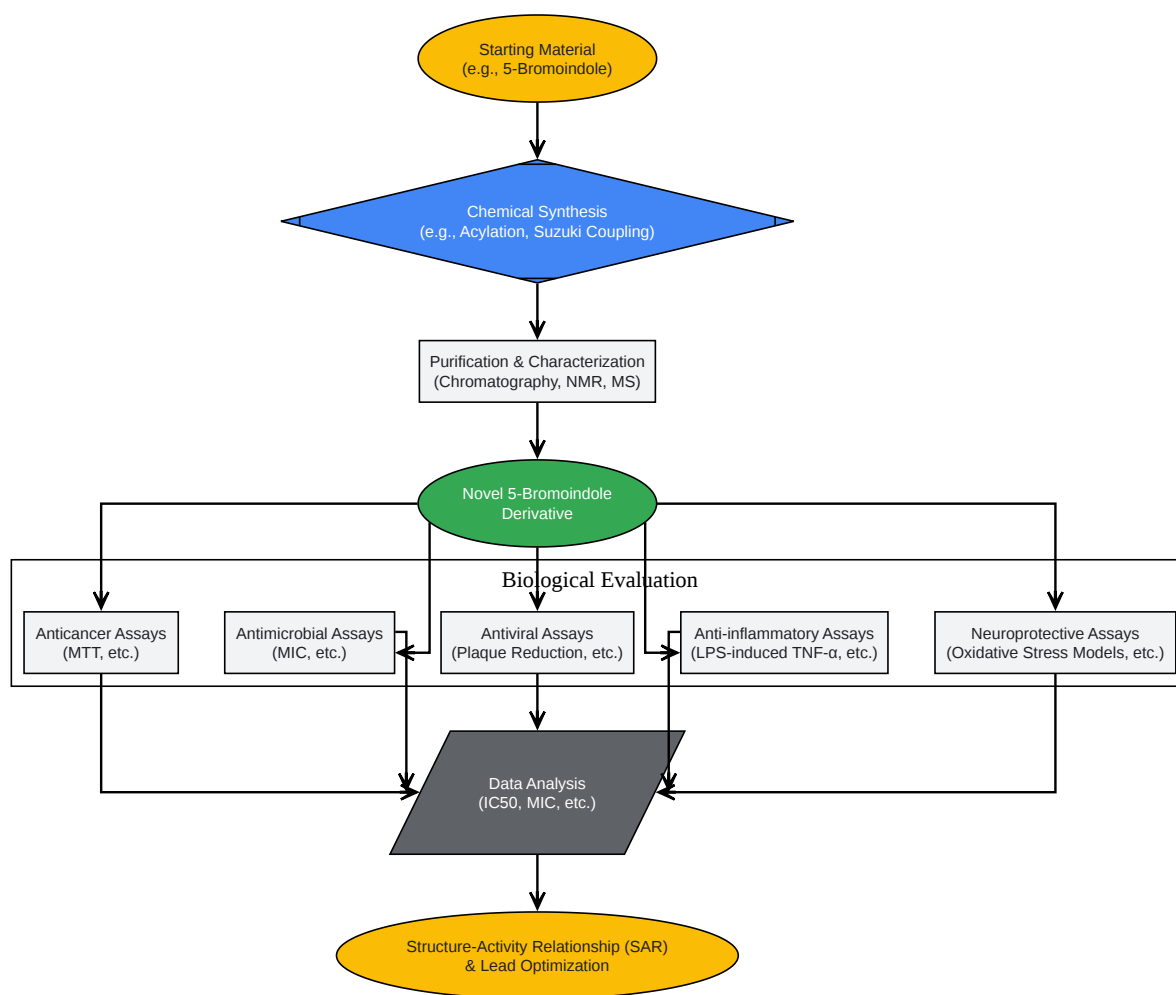 Starting Material
(e.g., 5-Bromoindole)
Chemical Synthesis
(e.g., Acylation, Suzuki Coupling)
Purification & Characterization
(Chromatography, NMR, MS)
Novel 5-Bromoindole
Derivative
Biological Evaluation
Anticancer Assays
(MTT, etc.)
Antimicrobial Assays
(MIC, etc.)
Antiviral Assays
(Plaque Reduction, etc.)
Anti-inflammatory Assays
(LPS-induced TNF-α, etc.)
Neuroprotective Assays
(Oxidative Stress Models, etc.)
Data Analysis
(IC50, MIC, etc.)
Structure-Activity Relationship (SAR)
& Lead Optimization